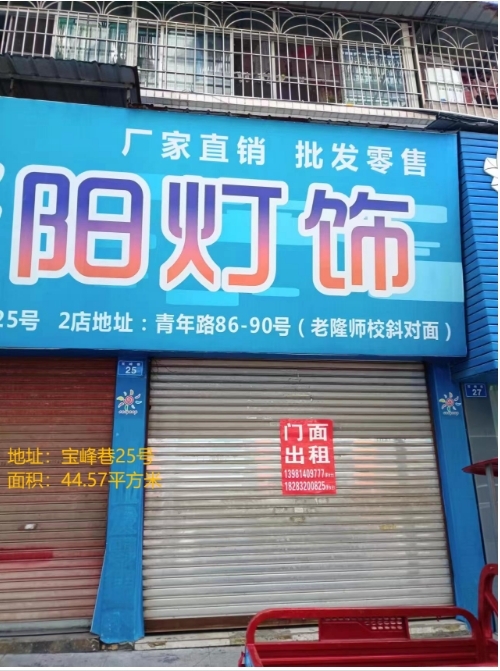 厂家直销 批发零售
阳灯饰
25号 2店地址：青年路86-90号（老隆师校斜对面）
25
27
地址：宝峰巷25号
面积：44.57平方米
门面
出租
13981409777
18283200825